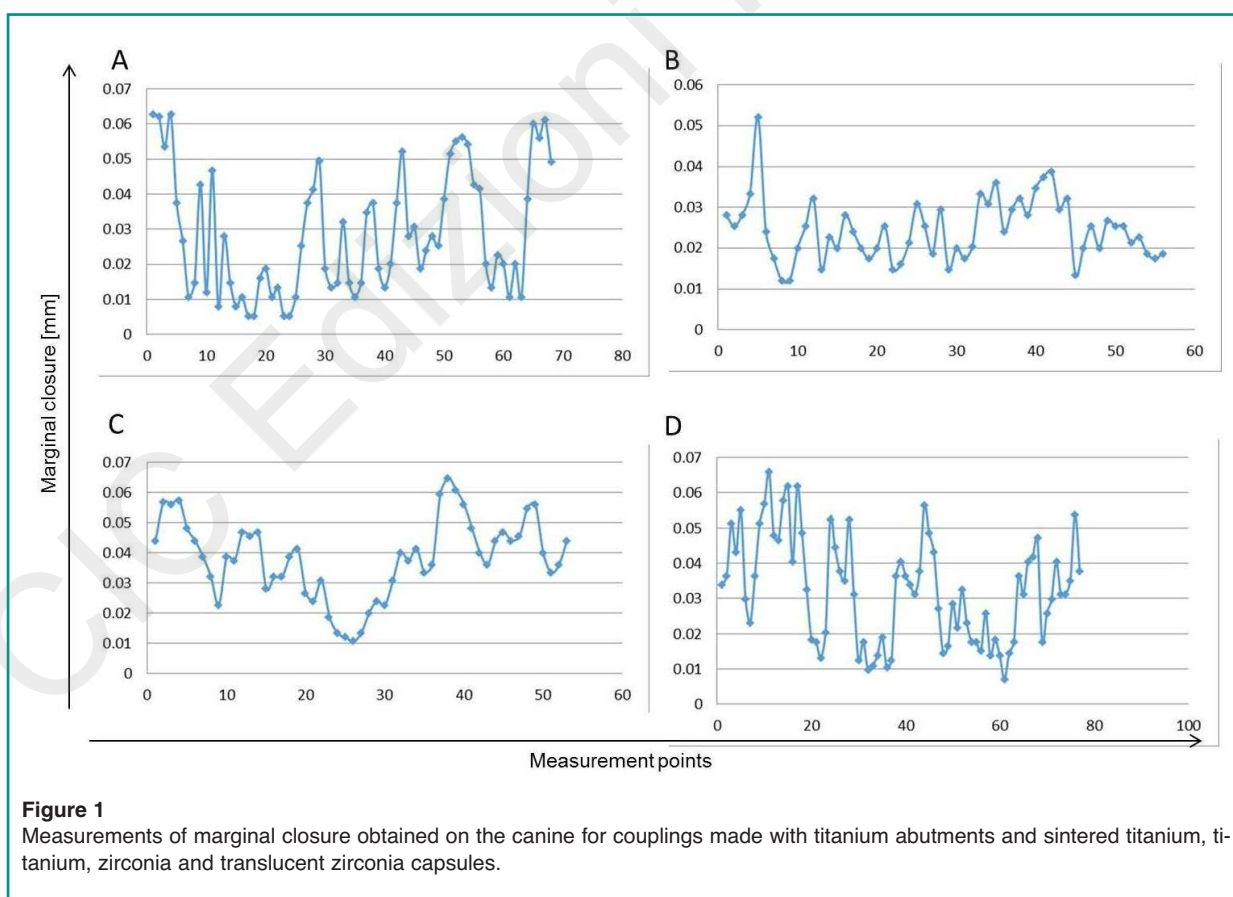 CIC Edizioni
A
0.07
0.06
0.05
0.04
0.03
0.02
0.01
0
0 10 20 30 40 50 60 70 80
B
0.06
0.05
0.04
0.03
0.02
0.01
0
0 10 20 30 40 50 60
Marginal closure [mm]
C
0.07
0.06
0.05
0.04
0.03
0.02
0.01
0
0 10 20 30 40 50 60
D
0.07
0.06
0.05
0.04
0.03
0.02
0.01
0
0 20 40 60 80 100
Measurement points
Figure 1
Measurements of marginal closure obtained on the canine for couplings made with titanium abutments and sintered titanium, ti-
tanium, zirconia and translucent zirconia capsules.